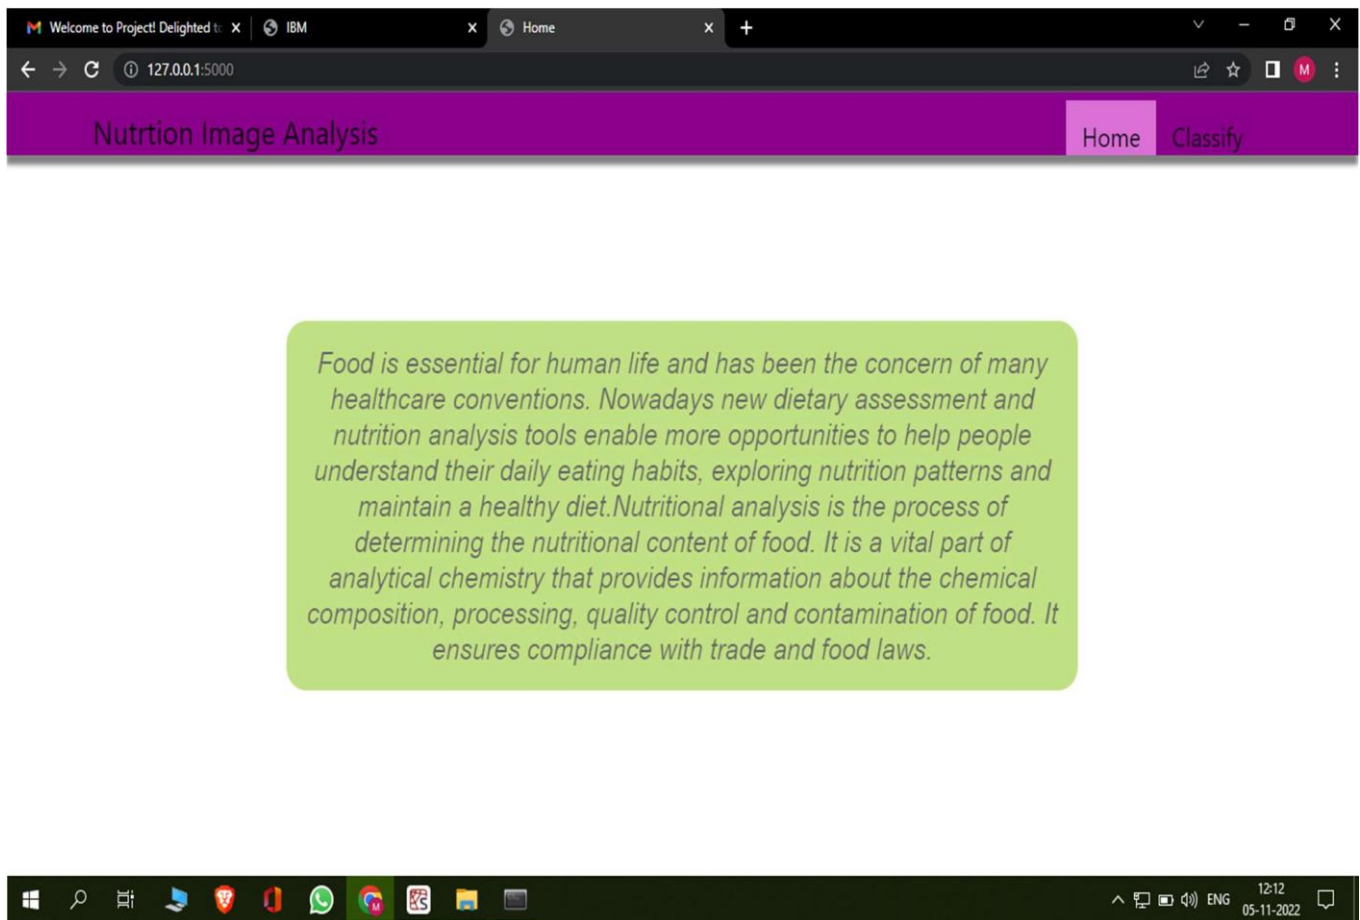 Welcome to Project! Delighted to
IBM
Home
127.0.0.1:5000
M
Nutrtion Image Analysis
Home
Classify
Food is essential for human life and has been the concern of many
healthcare conventions. Nowadays new dietary assessment and
nutrition analysis tools enable more opportunities to help people
understand their daily eating habits, exploring nutrition patterns and
maintain a healthy diet.Nutritional analysis is the process of
determining the nutritional content of food. It is a vital part of
analytical chemistry that provides information about the chemical
composition, processing, quality control and contamination of food. It
ensures compliance with trade and food laws.
ENG
12:12
05-11-2022